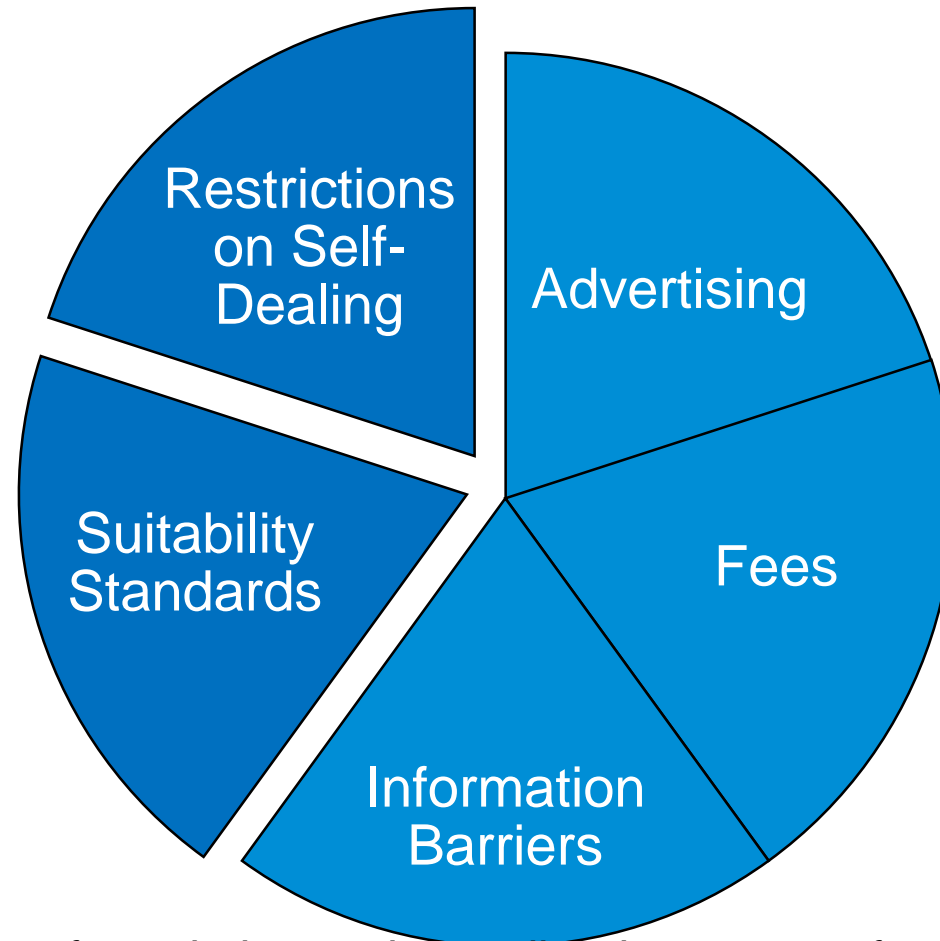 Restrictions
on Self-
Dealing
Advertising
Suitability
Standards
Fees
Information
Barriers